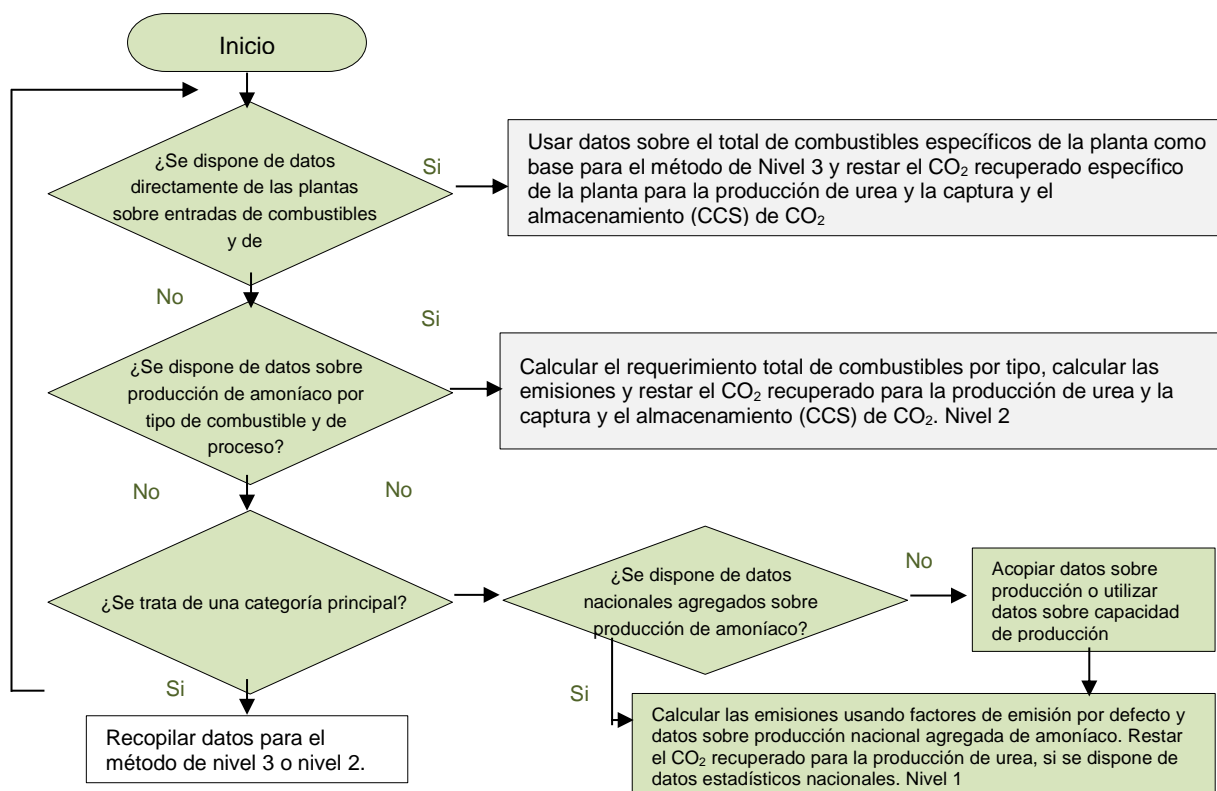 Inicio
¿Se dispone de datos
directamente de las plantas
sobre entradas de combustibles
y de
Si
Usar datos sobre el total de combustibles específicos de la planta como
base para el método de Nivel 3 y restar el CO₂ recuperado específico
de la planta para la producción de urea y la captura y el
almacenamiento (CCS) de CO₂
No
Si
¿Se dispone de datos sobre
producción de amoníaco por
tipo de combustible y de
proceso?
Calcular el requerimiento total de combustibles por tipo, calcular las
emisiones y restar el CO₂ recuperado para la producción de urea y la
captura y el almacenamiento (CCS) de CO₂. Nivel 2
No
No
¿Se trata de una categoría principal?
¿Se dispone de datos
nacionales agregados sobre
producción de amoníaco?
No
Acopiar datos sobre
producción o utilizar
datos sobre capacidad
de producción
Si
Si
Recopilar datos para el
método de nivel 3 o nivel 2.
Calcular las emisiones usando factores de emisión por defecto y
datos sobre producción nacional agregada de amoníaco. Restar
el CO₂ recuperado para la producción de urea, si se dispone de
datos estadísticos nacionales. Nivel 1